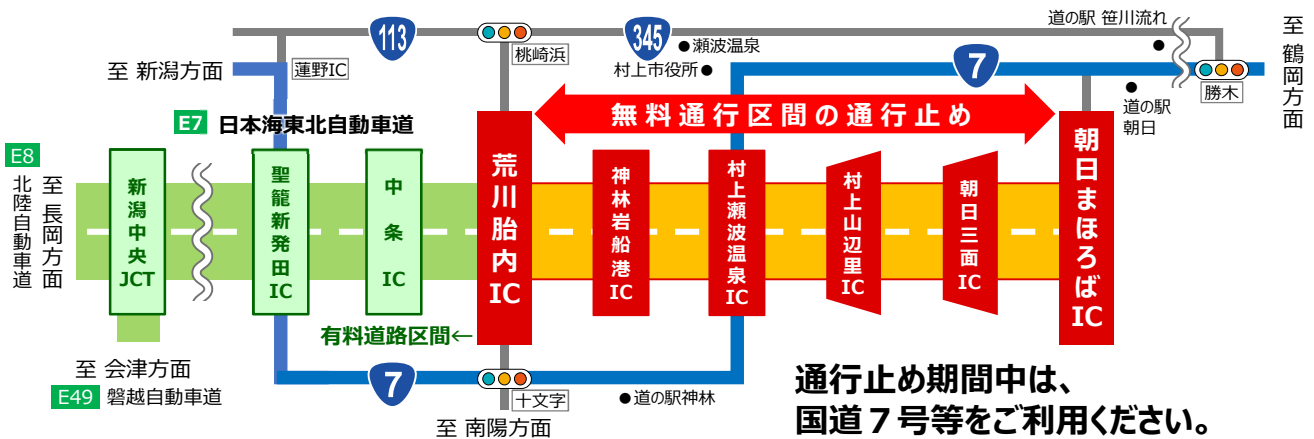 113
345
道の駅 笹川流れ
至 鶴岡方面
桃崎浜
●瀬波温泉
至 新潟方面
蓮野IC
村上市役所●
7
勝木
道の駅
朝日
E7 日本海東北自動車道
無料通行区間の通行止め
E8
北陸自動車道
至 長岡方面
新潟中央JCT
聖籠新発田IC
中条IC
荒川胎内IC
神林岩船港IC
村上瀬波温泉IC
村上山辺里IC
朝日三面IC
朝日まほろばIC
有料道路区間←
至 会津方面
E49 磐越自動車道
7
十文字
●道の駅神林
至 南陽方面
通行止め期間中は、
国道７号等をご利用ください。